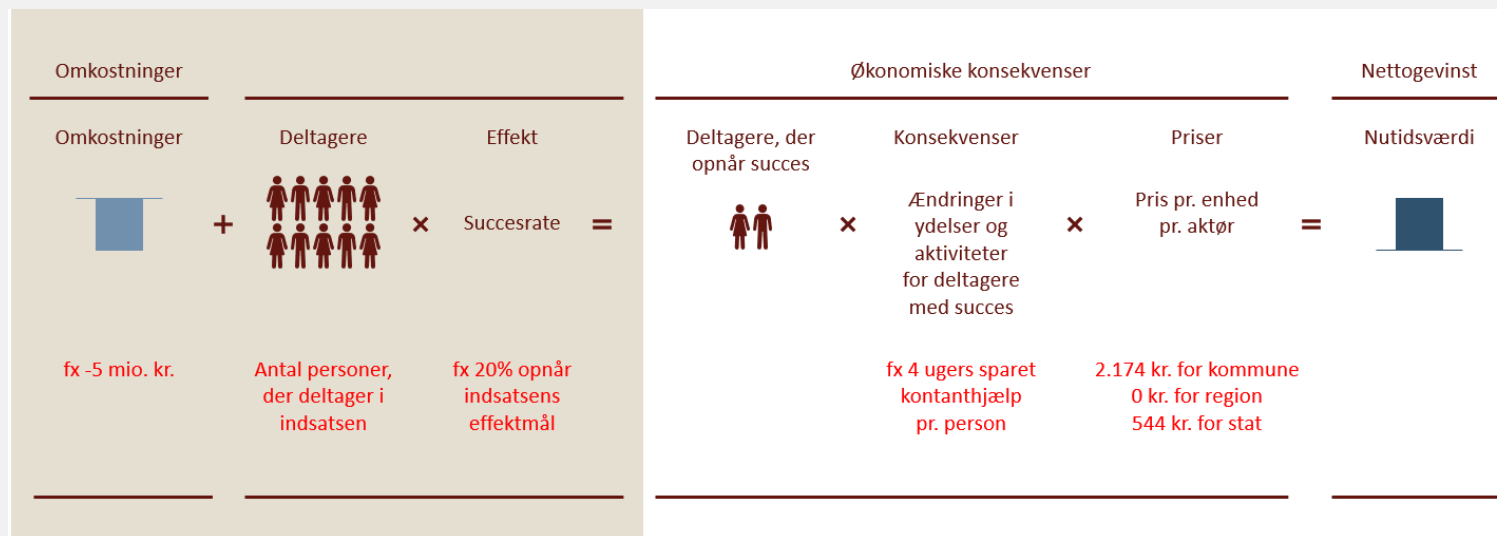 Omkostninger
Økonomiske konsekvenser
Nettogevinst
Omkostninger
Deltagere
Effekt
Deltagere, der
opnår succes
Konsekvenser
Priser
Nutidsværdi
+
×
Succesrate
=
×
Ændringer i
ydelser og
aktiviteter
for deltagere
med succes
×
Pris pr. enhed
pr. aktør
=
fx -5 mio. kr.
Antal personer,
der deltager i
indsatsen
fx 20% opnår
indsatsens
effektmål
fx 4 ugers sparet
kontanthjælp
pr. person
2.174 kr. for kommune
0 kr. for region
544 kr. for stat